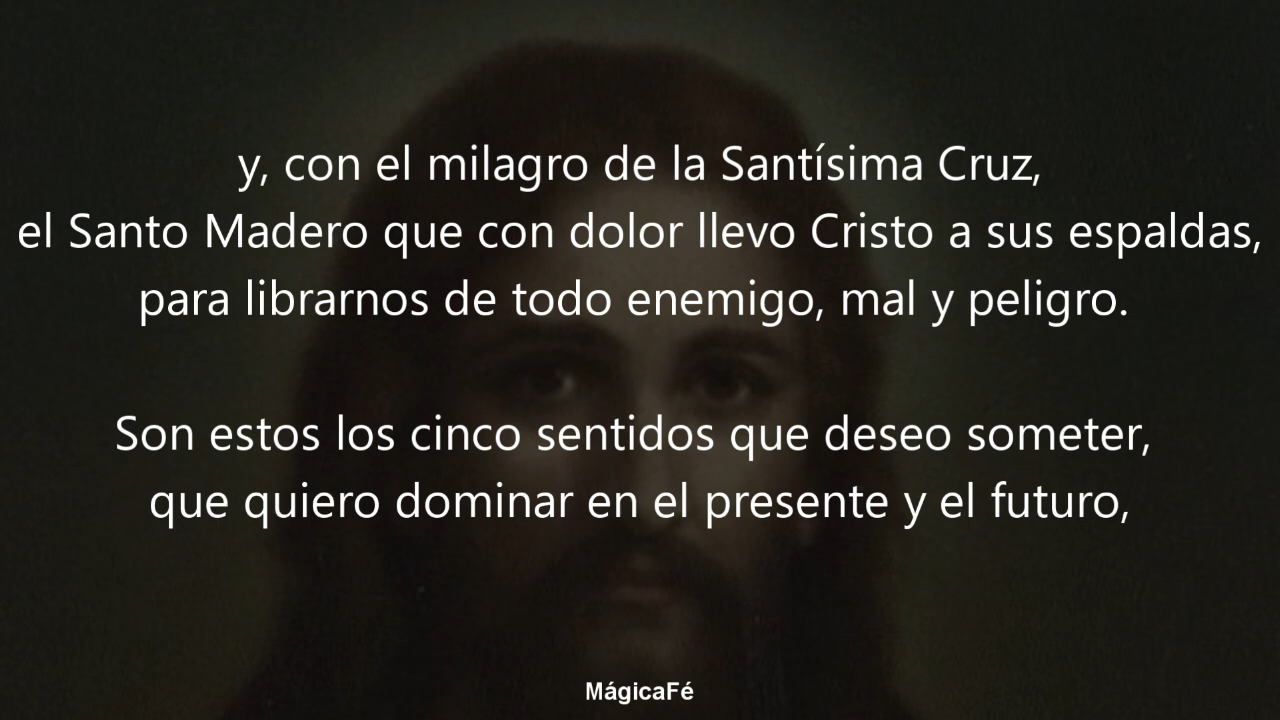 y, con el milagro de la Santísima Cruz,
el Santo Madero que con dolor llevo Cristo a sus espaldas,
para librarnos de todo enemigo, mal y peligro.
Son estos los cinco sentidos que deseo someter,
que quiero dominar en el presente y el futuro,
MágicaFé